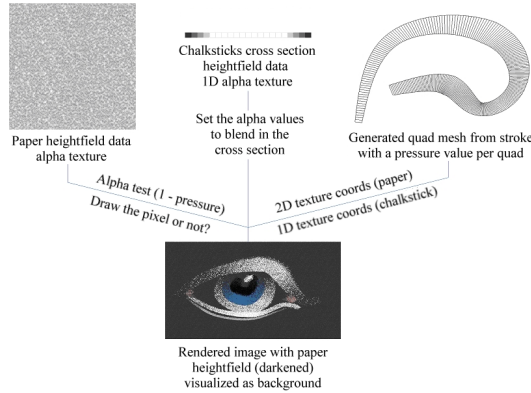 Chalksticks cross section
heightfield data
1D alpha texture
Set the alpha values
to blend in the
cross section
Paper heightfield data
alpha texture
Generated quad mesh from stroke
with a pressure value per quad
Alpha test (1 - pressure)
Draw the pixel or not?
2D texture coords (paper)
1D texture coords (chalkstick)
Rendered image with paper
heightfield (darkened)
visualized as background